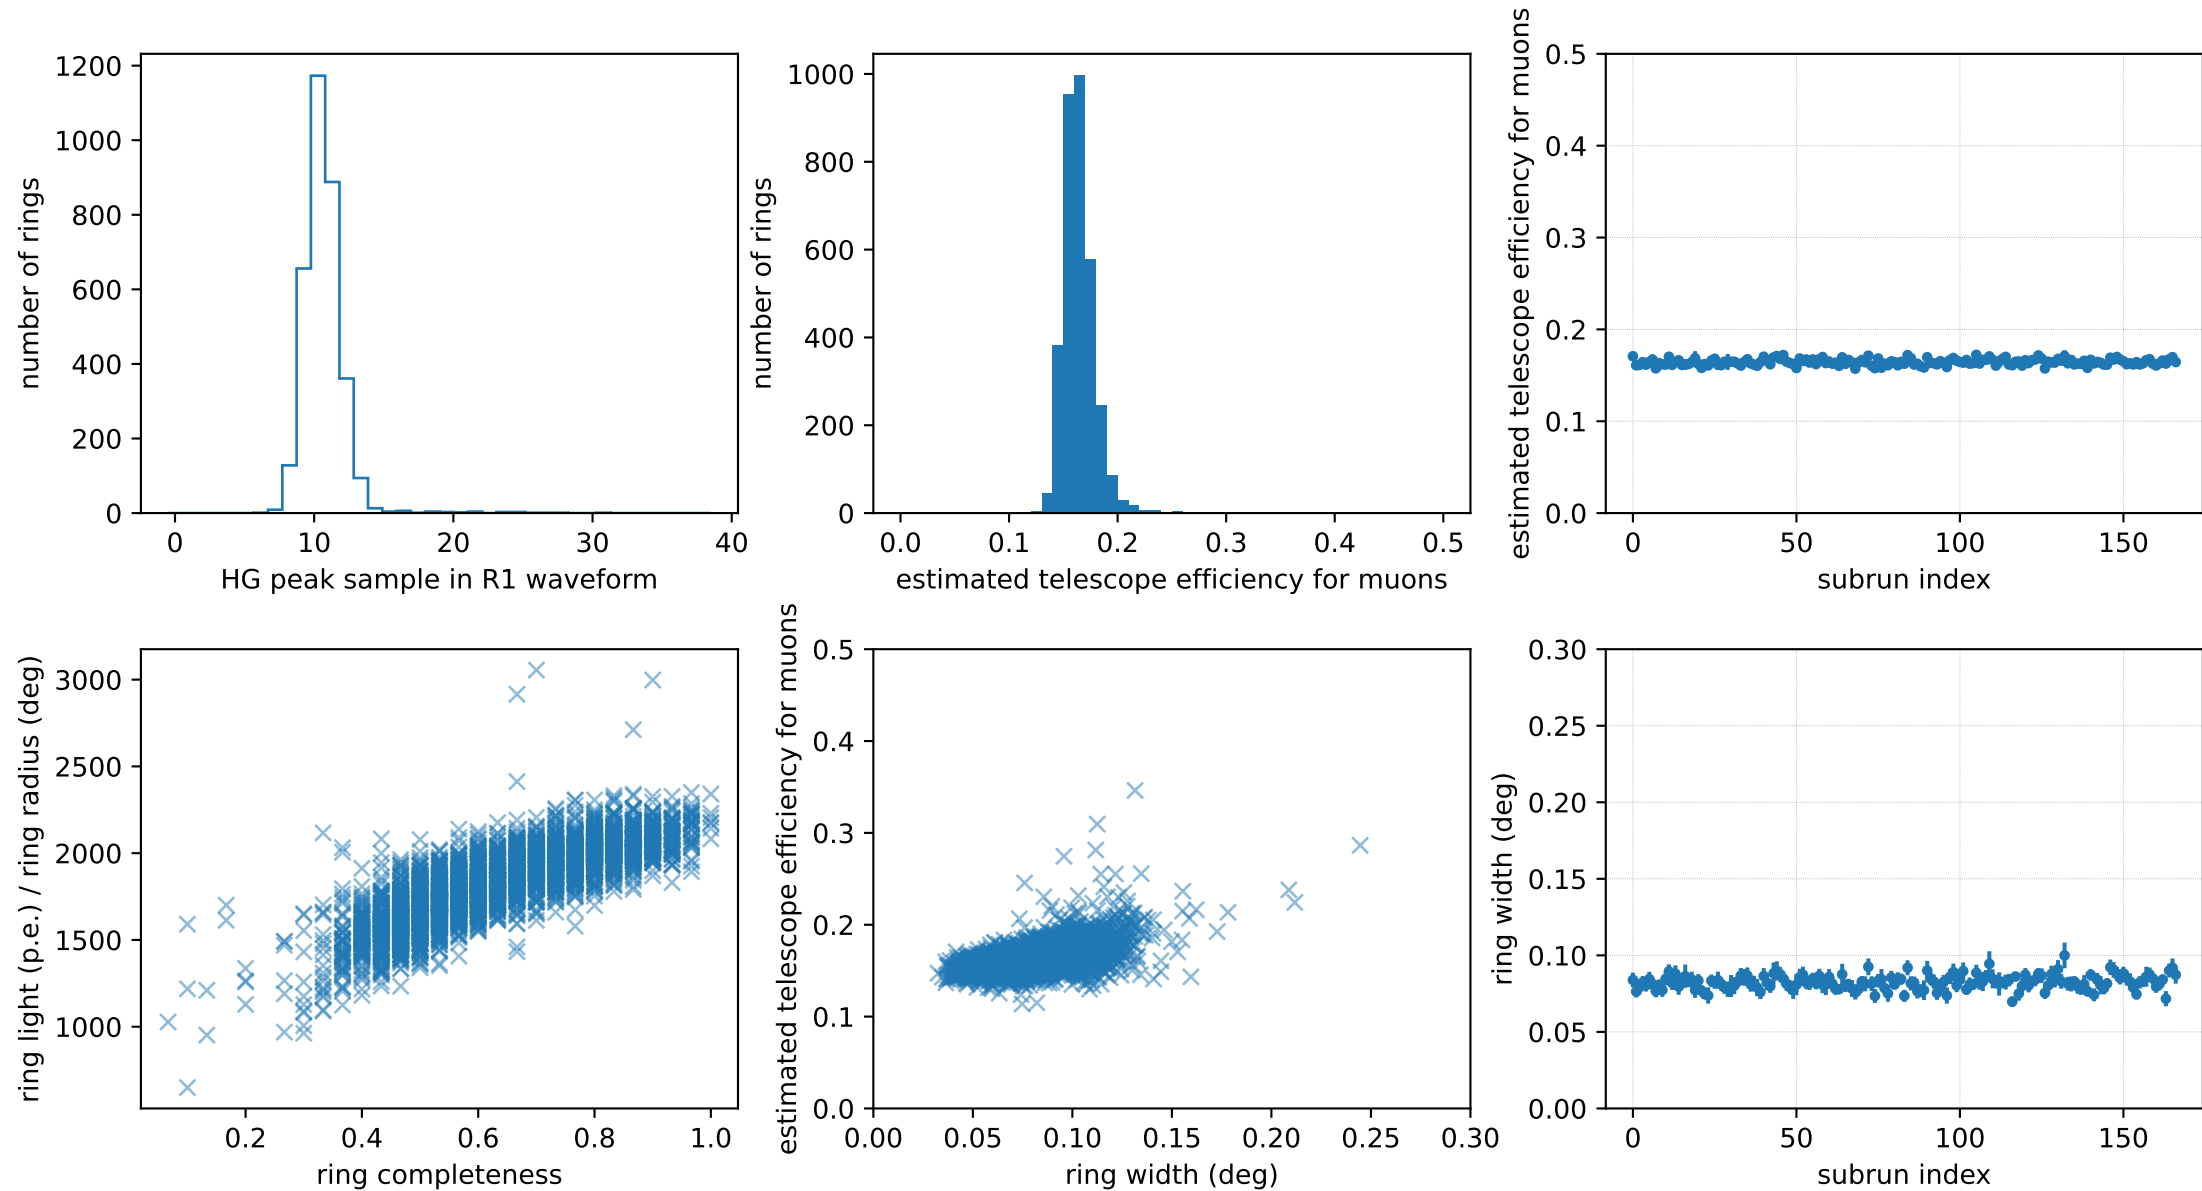 number of rings
1200
1000
800
600
400
200
0
0 10 20 30 40
HG peak sample in R1 waveform
number of rings
1000
800
600
400
200
0
0.0 0.1 0.2 0.3 0.4 0.5
estimated telescope efficiency for muons
estimated telescope efficiency for muons
0.5
0.4
0.3
0.2
0.1
0.0
0 50 100 150
subrun index
ring light (p.e.) / ring radius (deg)
3000
2500
2000
1500
1000
0.2 0.4 0.6 0.8 1.0
ring completeness
estimated telescope efficiency for muons
0.5
0.4
0.3
0.2
0.1
0.0
0.00 0.05 0.10 0.15 0.20 0.25 0.30
ring width (deg)
ring width (deg)
0.30
0.25
0.20
0.15
0.10
0.05
0.00
0 50 100 150
subrun index